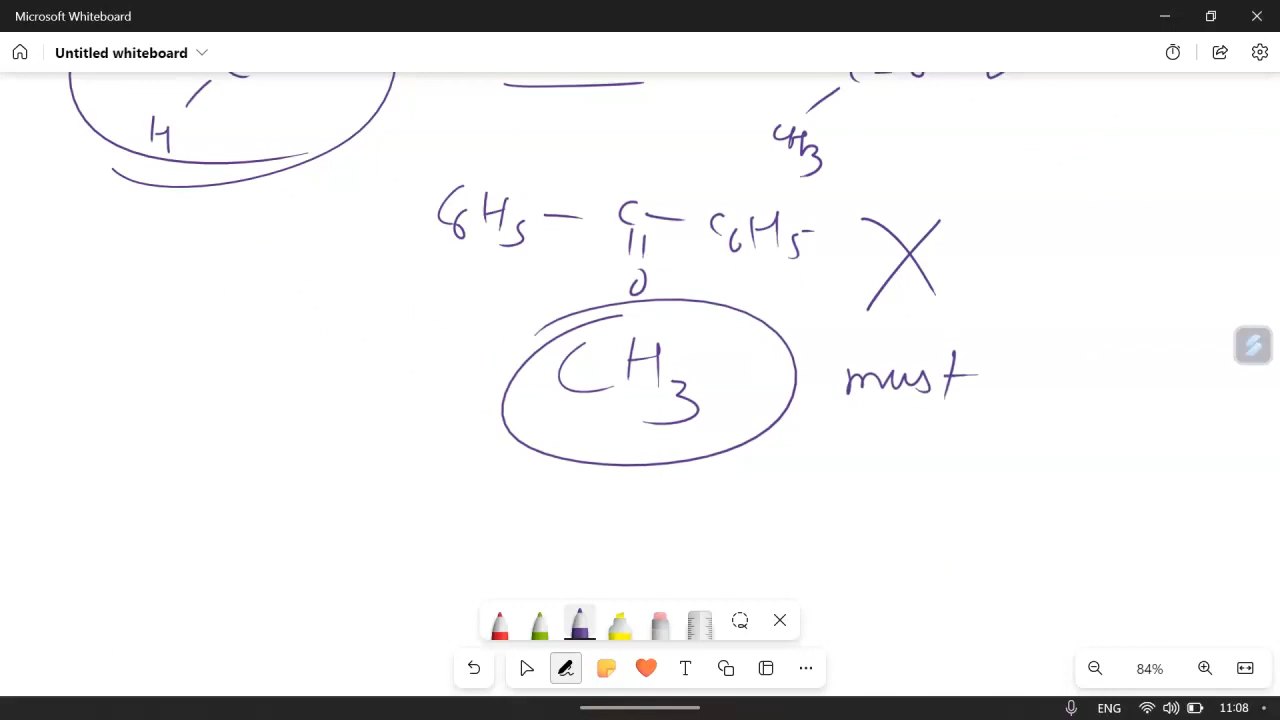 Microsoft Whiteboard
Untitled whiteboard
H
CH3
C6H5 — C — C6H5
||
O
CH3 must
84%
ENG
11:08